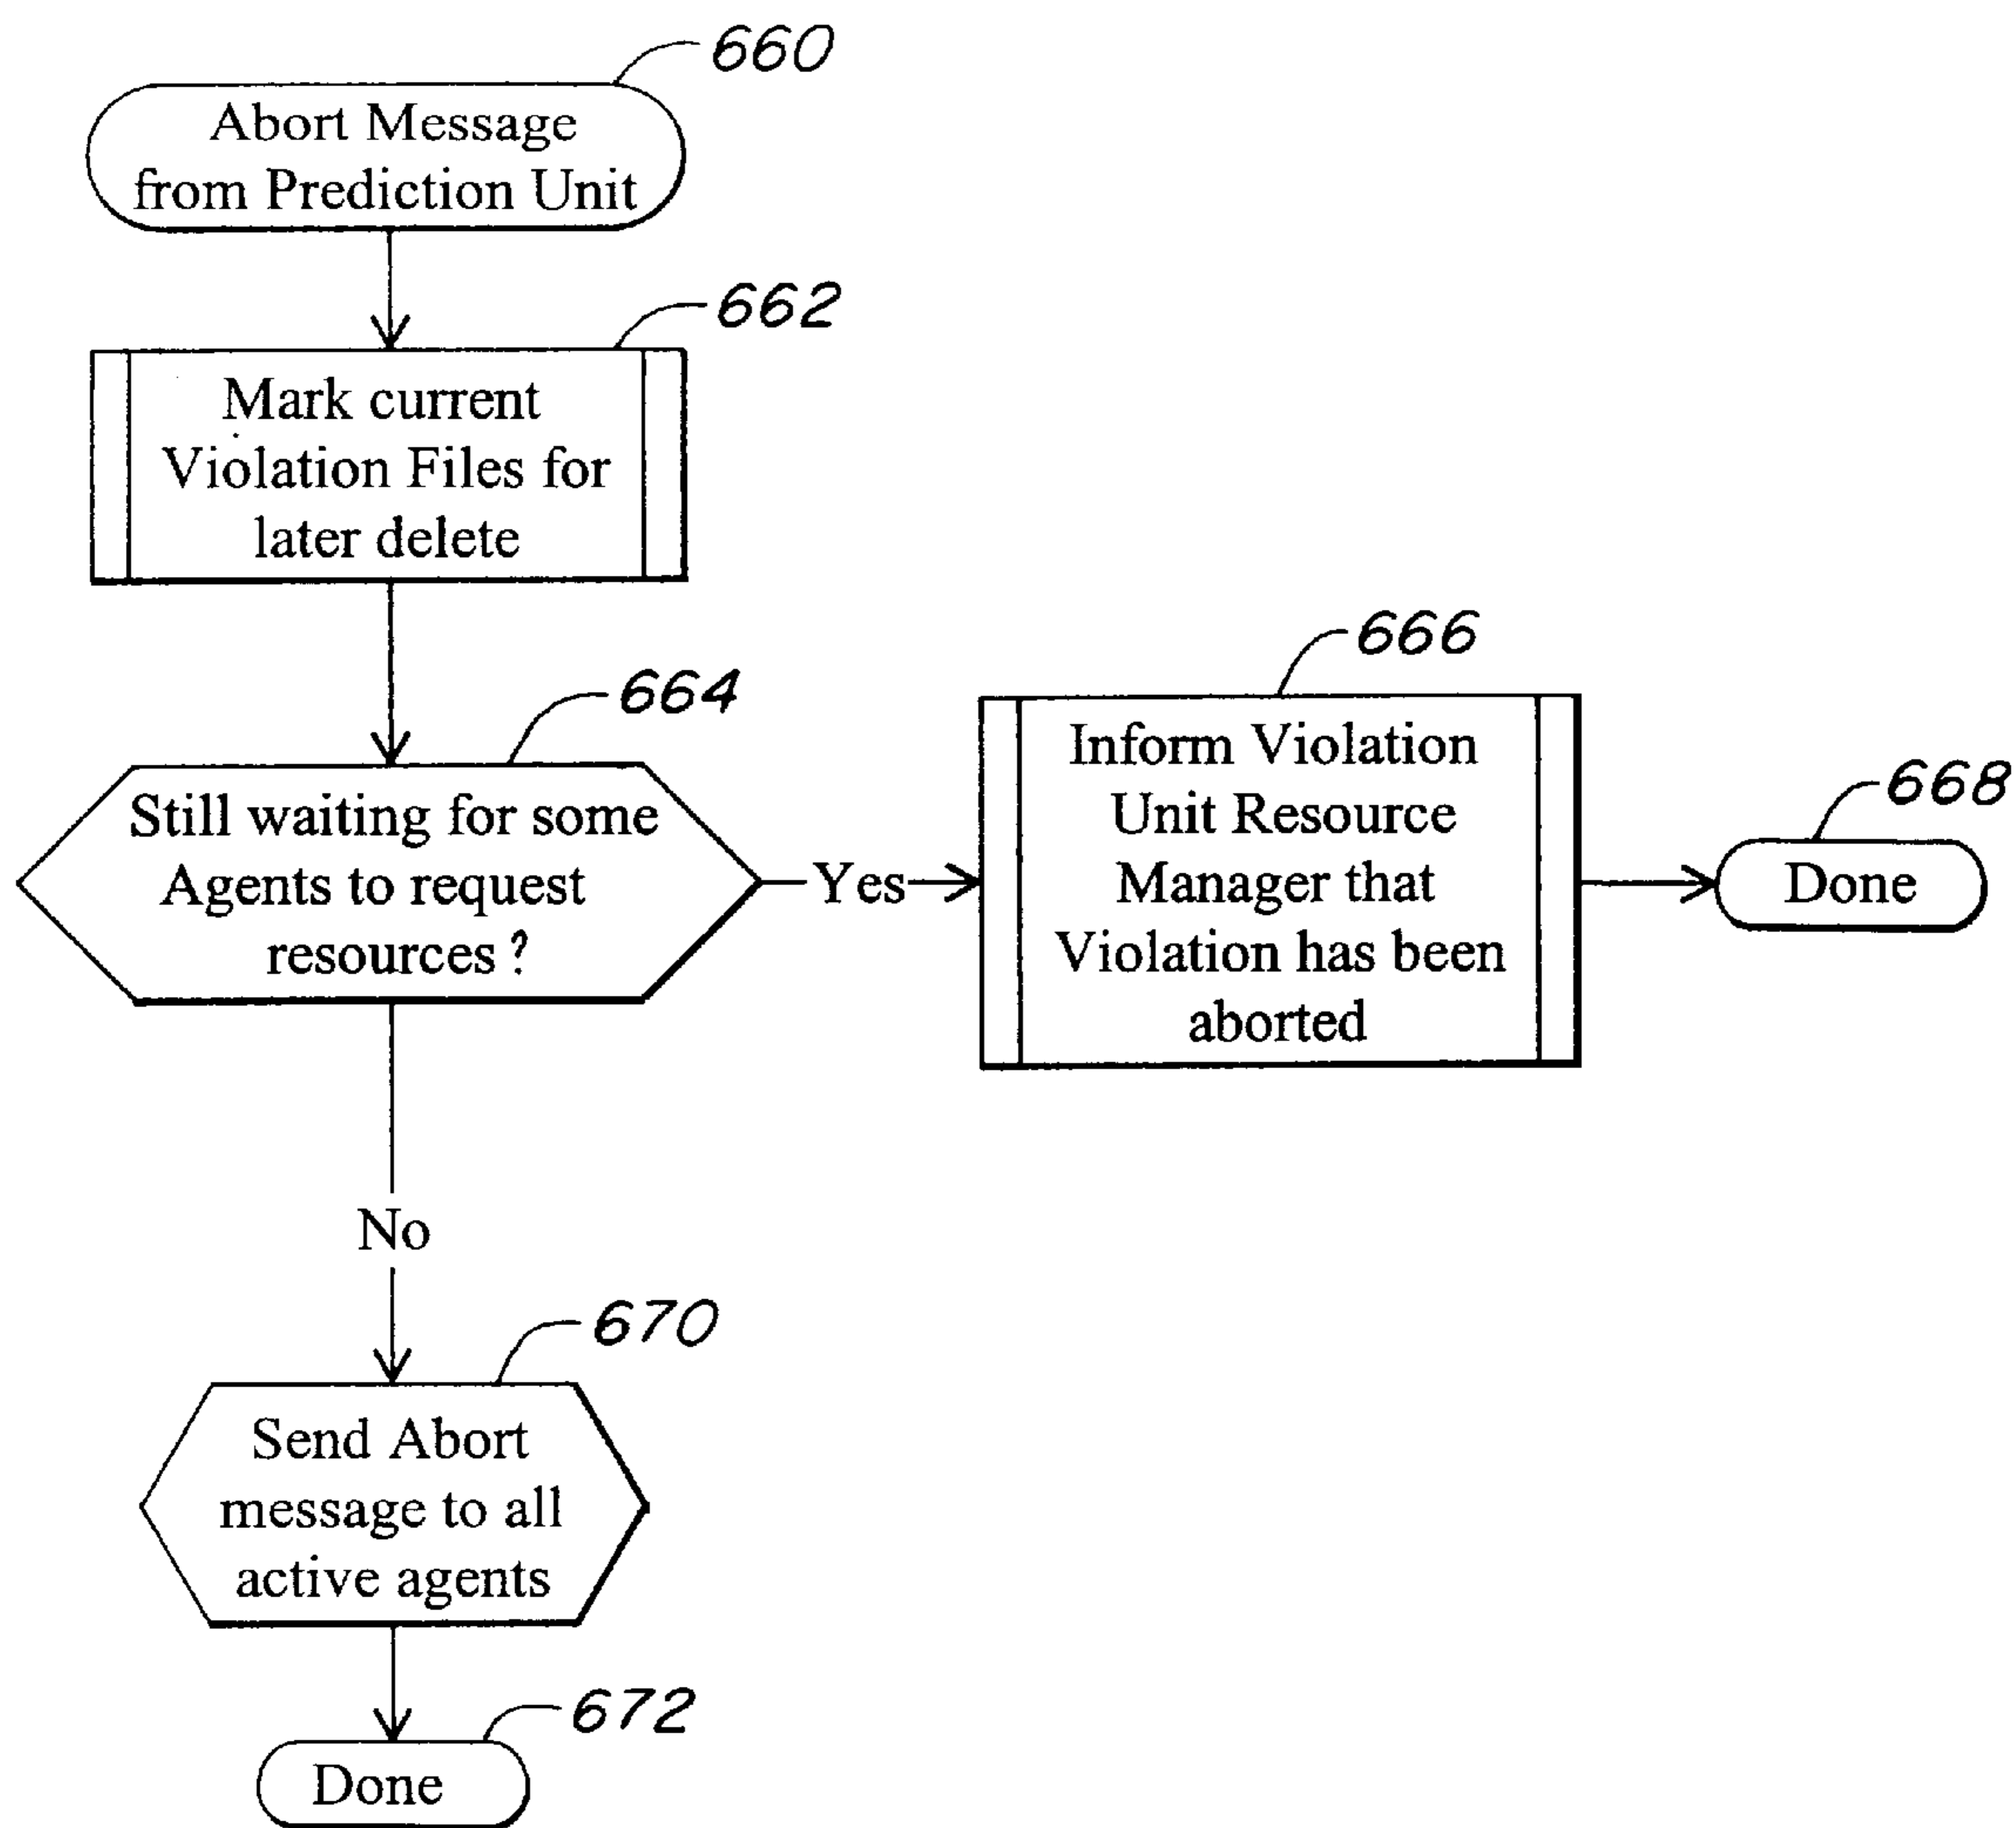 660
Abort Message
from Prediction Unit
662
Mark current
Violation Files for
later delete
664
Still waiting for some
Agents to request
resources?
Yes
666
Inform Violation
Unit Resource
Manager that
Violation has been
aborted
668
Done
No
670
Send Abort
message to all
active agents
672
Done